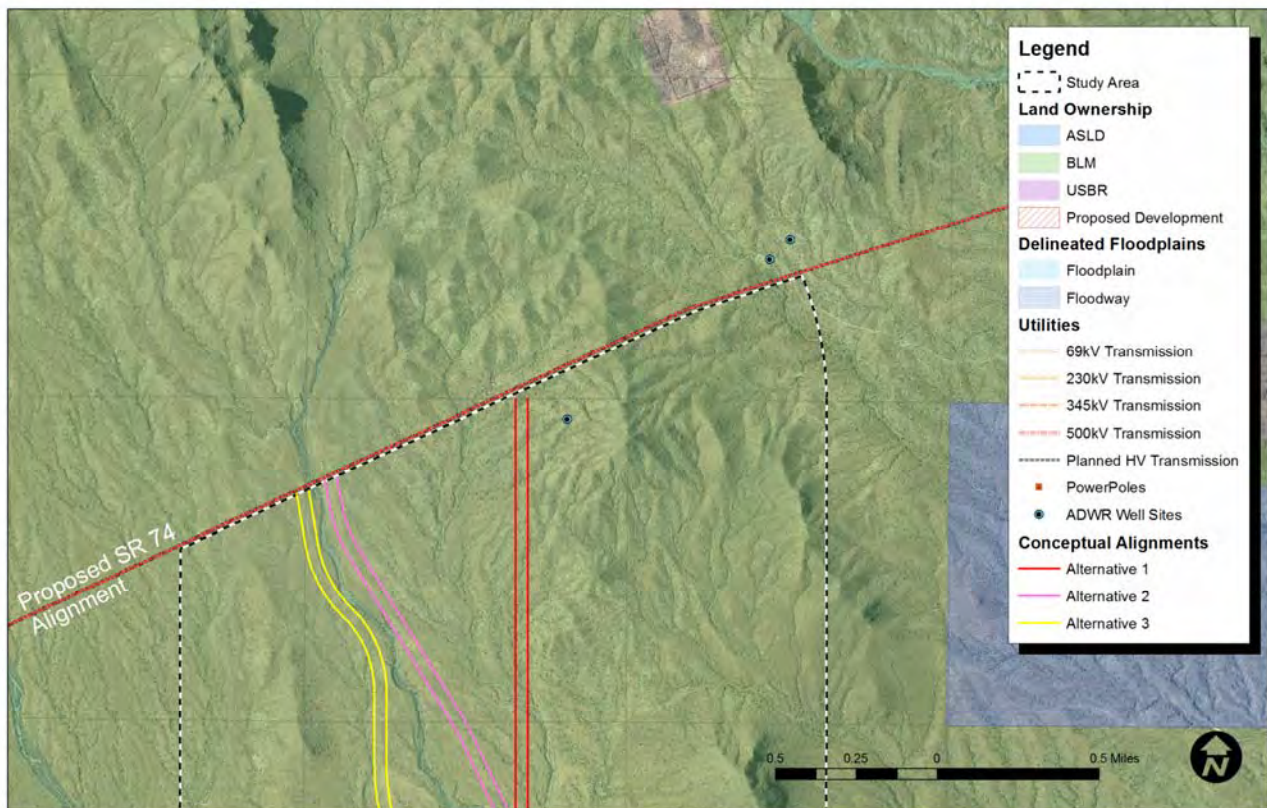 Legend
Study Area
Land Ownership
ASLD
BLM
USBR
Proposed Development
Delineated Floodplains
Floodplain
Floodway
Utilities
69kV Transmission
230kV Transmission
345kV Transmission
500kV Transmission
Planned HV Transmission
PowerPoles
ADWR Well Sites
Conceptual Alignments
Alternative 1
Alternative 2
Alternative 3
Proposed SR 74
Alignment
0.5 0.25 0 0.5 Miles
N